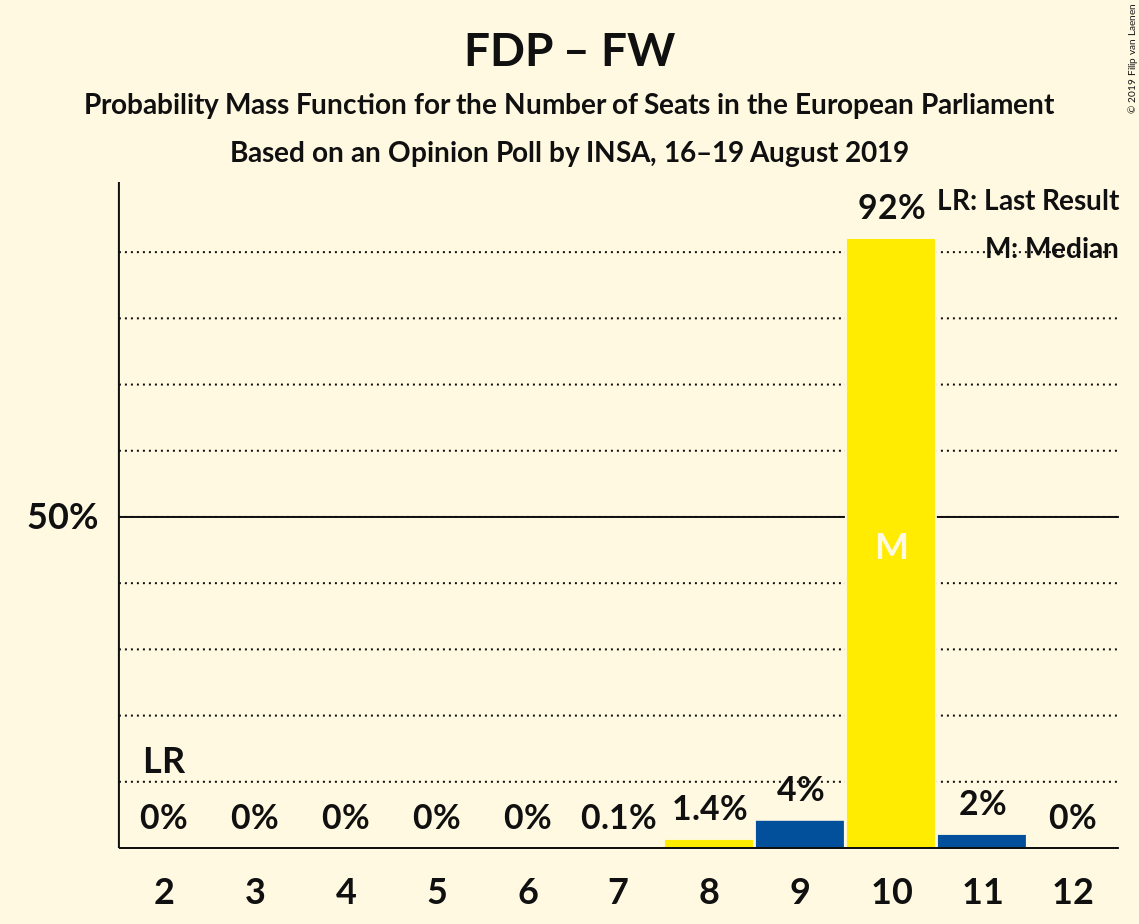 FDP – FW
Probability Mass Function for the Number of Seats in the European Parliament
Based on an Opinion Poll by INSA, 16–19 August 2019
© 2019 Filip van Laenen
LR: Last Result
M: Median
92%
50%
M
LR
0% 0% 0% 0% 0% 0.1% 1.4% 4% 2% 0%
2 3 4 5 6 7 8 9 10 11 12